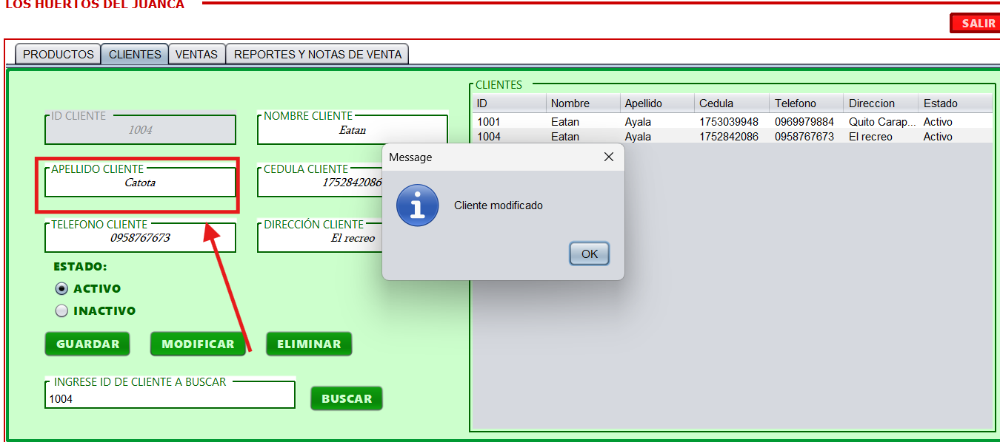 LOS HUERTOS DEL JUANCA
SALIR
PRODUCTOS CLIENTES VENTAS REPORTES Y NOTAS DE VENTA
ID CLIENTE
1004
NOMBRE CLIENTE
Eatan
APELLIDO CLIENTE
Catota
CEDULA CLIENTE
1752842086
TELEFONO CLIENTE
0958767673
DIRECCIÓN CLIENTE
El recreo
ESTADO:
ACTIVO
INACTIVO
GUARDAR MODIFICAR ELIMINAR
INGRESE ID DE CLIENTE A BUSCAR
1004
BUSCAR
CLIENTES
ID Nombre Apellido Cedula Telefono Direccion Estado
1001 Eatan Ayala 1753039948 0969979884 Quito Carap... Activo
1004 Eatan Ayala 1752842086 0958767673 El recreo Activo
Message
Cliente modificado
OK